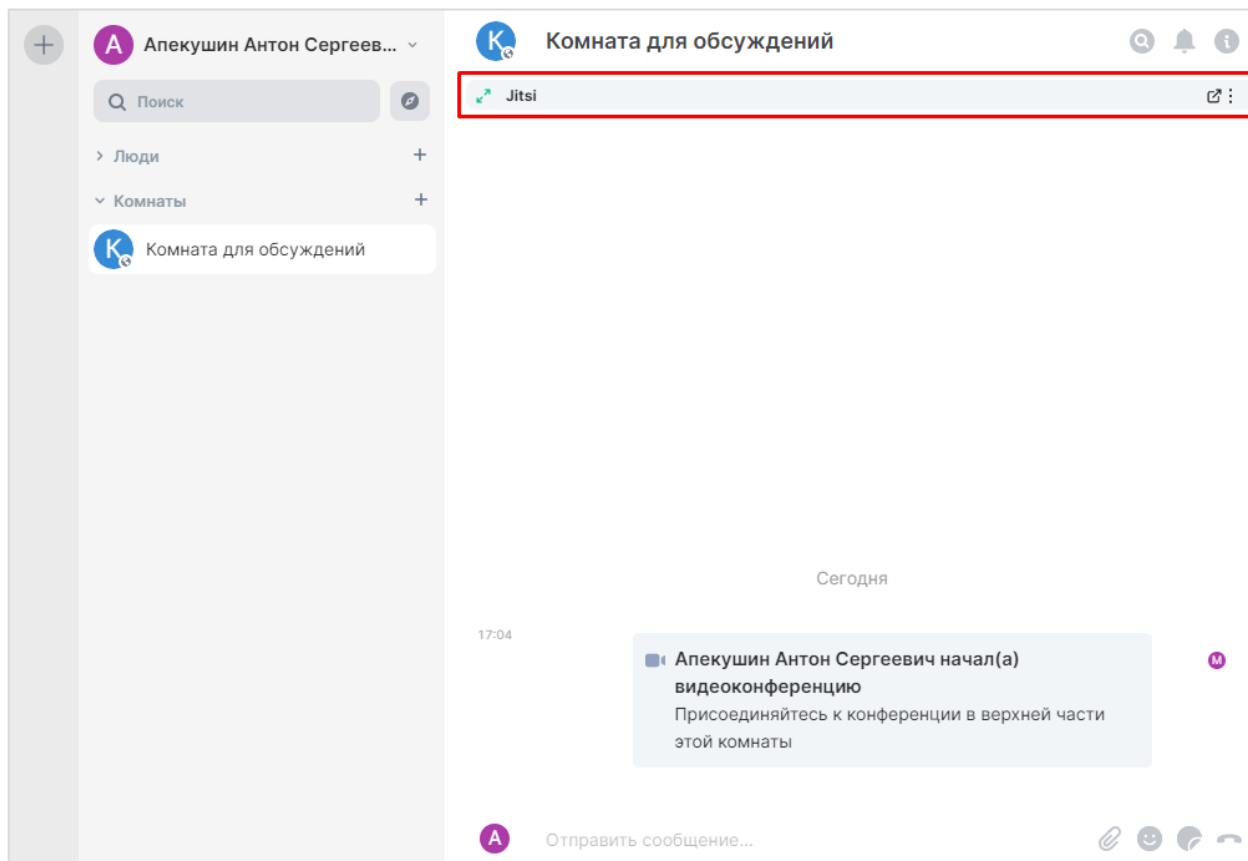 А Апекушин Антон Сергеев...
Поиск
Люди
Комнаты
К Комната для обсуждений
К Комната для обсуждений
Jitsi
Сегодня
17:04
Апекушин Антон Сергеевич начал(а)
видеоконференцию
Присоединяйтесь к конференции в верхней части
этой комнаты
М
А Отправить сообщение...